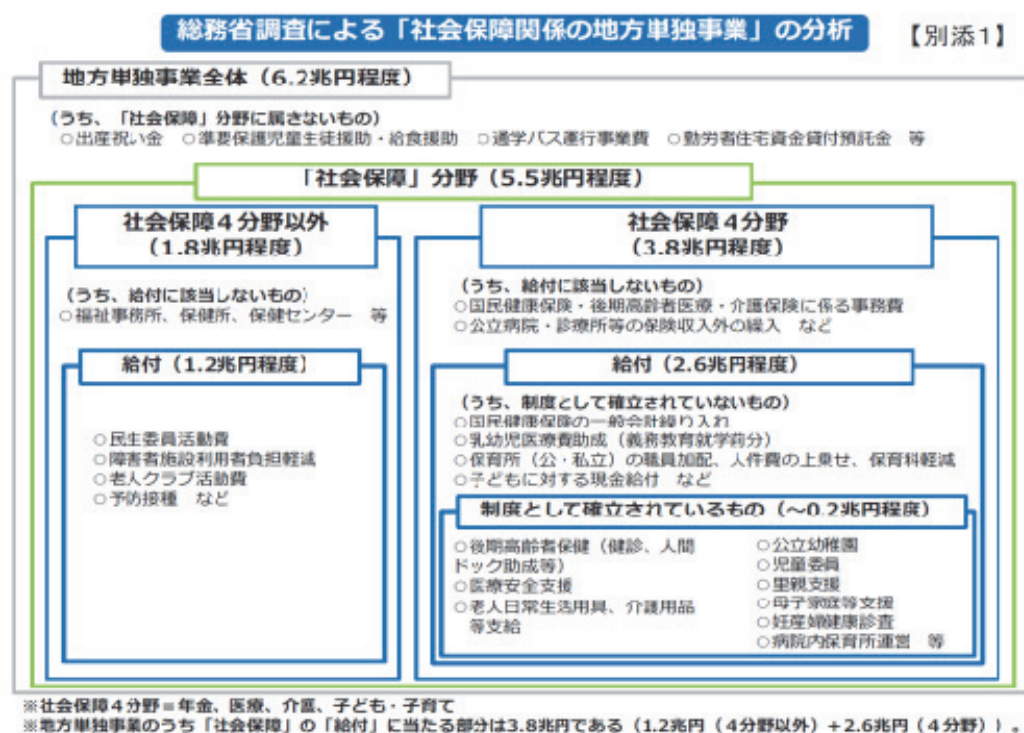 総務省調査による「社会保障関係の地方単独事業」の分析
【別添1】
地方単独事業全体（6.2兆円程度）
（うち、「社会保障」分野に属さないもの）
○出産祝い金　○準要保護児童生徒援助・給食援助　○通学バス運行事業費　○勤労者住宅資金貸付預託金　等
「社会保障」分野（5.5兆円程度）
社会保障４分野以外
（1.8兆円程度）
（うち、給付に該当しないもの）
○福祉事務所、保健所、保健センター　等
給付（1.2兆円程度）
○民生委員活動費
○障害者施設利用者負担軽減
○老人クラブ活動費
○予防接種　など
社会保障４分野
（3.8兆円程度）
（うち、給付に該当しないもの）
○国民健康保険・後期高齢者医療・介護保険に係る事務費
○公立病院・診療所等の保険収入外の繰入　など
給付（2.6兆円程度）
（うち、制度として確立されていないもの）
○国民健康保険の一般会計繰り入れ
○乳幼児医療費助成（義務教育就学前分）
○保育所（公・私立）の職員加配、人件費の上乗せ、保育料軽減
○子どもに対する現金給付　など
制度として確立されているもの（～0.2兆円程度）
○後期高齢者保健（健診、人間
ドック助成等）
○医療安全支援
○老人日常生活用具、介護用品
等支給
○公立幼稚園
○児童委員
○里親支援
○母子家庭等支援
○妊産婦健康診査
○病院内保育所運営　等
※社会保障４分野＝年金、医療、介護、子ども・子育て
※地方単独事業のうち「社会保障」の「給付」に当たる部分は3.8兆円である（1.2兆円（４分野以外）＋2.6兆円（４分野））。